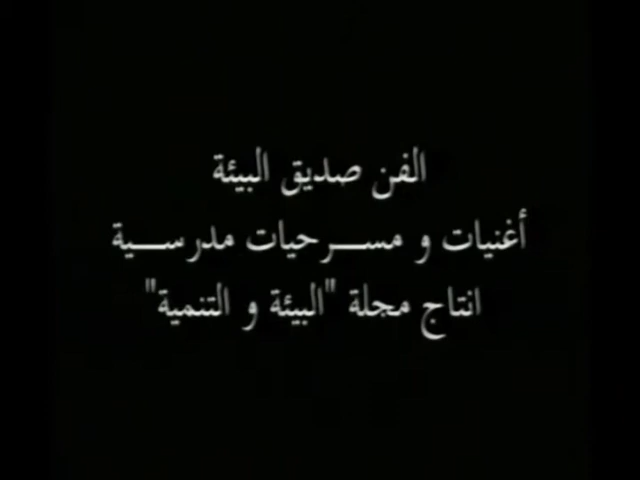 الفن صديق البيئة
أغنيات و مسـرحيات مدرسـية
انتاج مجلة "البيئة و التنمية"